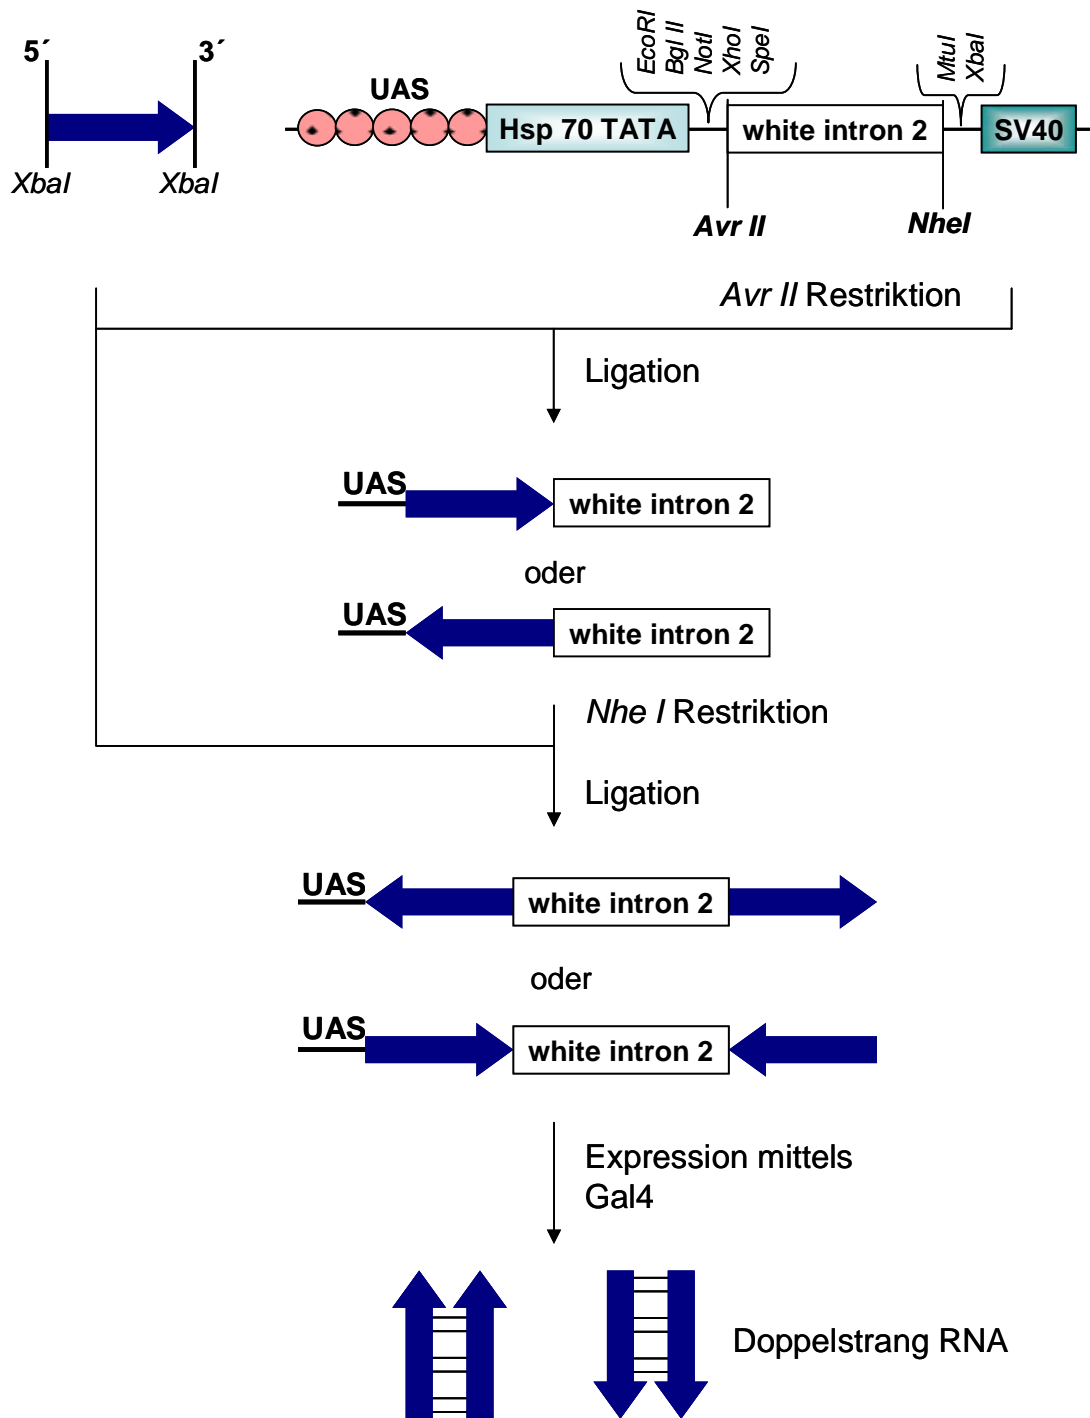 5´ 3´
XbaI XbaI
UAS
Hsp 70 TATA
EcoRI
Bgl II
NotI
XhoI
SpeI
white intron 2
MtuI
XbaI
SV40
Avr II NheI
Avr II Restriktion
Ligation
UAS white intron 2
oder
UAS white intron 2
Nhe I Restriktion
Ligation
UAS white intron 2
oder
UAS white intron 2
Expression mittels
Gal4
Doppelstrang RNA